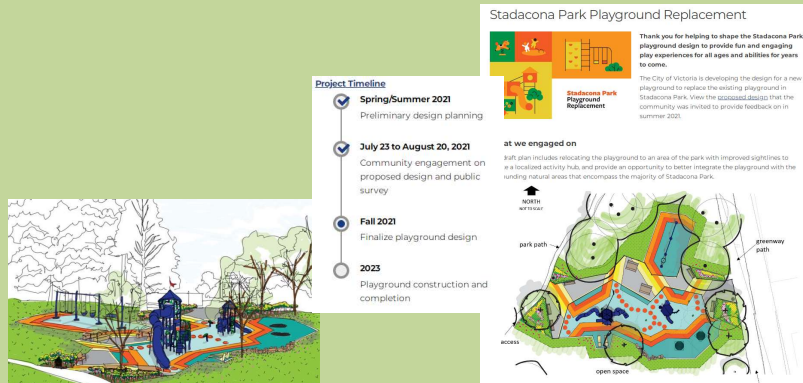 Stadacona Park Playground Replacement
Thank you for helping to shape the Stadacona Park
playground design to provide fun and engaging
play experiences for all ages and abilities for years
to come.
The City of Victoria is developing the design for a new
playground to replace the existing playground in
Stadacona Park. View the proposed design that the
community was invited to provide feedback on in
summer 2021.
Stadacona Park
Playground
Replacement
Project Timeline
Spring/Summer 2021
Preliminary design planning
July 23 to August 20, 2021
Community engagement on
proposed design and public
survey
Fall 2021
Finalize playground design
2023
Playground construction and
completion
at we engaged on
draft plan includes relocating the playground to an area of the park with improved sightlines to
e a localized activity hub, and provide an opportunity to better integrate the playground with the
unding natural areas that encompass the majority of Stadacona Park.
NORTH
NOT TO SCALE
park path
greenway
path
access
open space